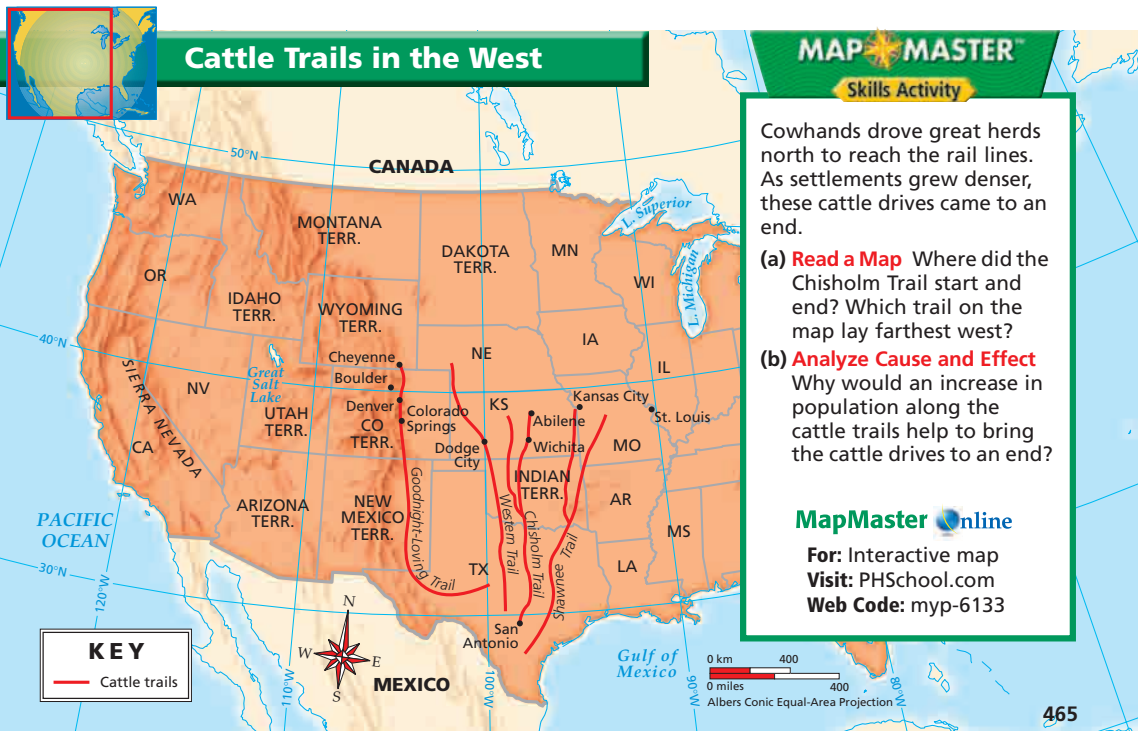 Cattle Trails in the West
MAP MASTER™
Skills Activity
Cowhands drove great herds
north to reach the rail lines.
As settlements grew denser,
these cattle drives came to an
end.
(a) Read a Map Where did the
Chisholm Trail start and
end? Which trail on the
map lay farthest west?
(b) Analyze Cause and Effect
Why would an increase in
population along the
cattle trails help to bring
the cattle drives to an end?
MapMaster Online
For: Interactive map
Visit: PHSchool.com
Web Code: myp-6133
50°N
CANADA
WA
MONTANA
TERR.
DAKOTA
TERR.
MN
L. Superior
OR
IDAHO
TERR.
WYOMING
TERR.
WI
L. Michigan
40°N
IA
NE
IL
Cheyenne
Boulder
Denver
Colorado
Springs
SIERRA NEVADA
NV
Great
Salt
Lake
UTAH
TERR.
CO
TERR.
KS
Kansas City
St. Louis
Abilene
Wichita
Dodge
City
MO
CA
INDIAN
TERR.
ARIZONA
TERR.
NEW
MEXICO
TERR.
AR
MS
Goodnight-Loving Trail
Western Trail
Chisholm Trail
Shawnee Trail
PACIFIC
OCEAN
30°N
120°W
TX
LA
San
Antonio
N
W
E
S
KEY
Cattle trails
110°W
MEXICO
100°W
Gulf of
Mexico
90°W
80°W
0 km 400
0 miles 400
Albers Conic Equal-Area Projection
465